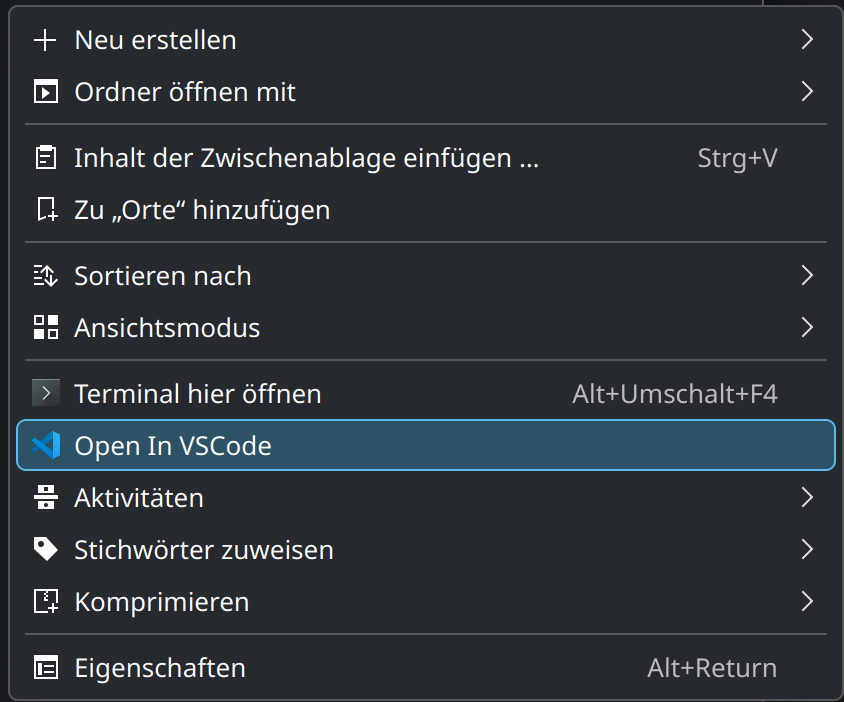 Neu erstellen
Ordner öffnen mit
Inhalt der Zwischenablage einfügen ... Strg+V
Zu „Orte“ hinzufügen
Sortieren nach
Ansichtsmodus
Terminal hier öffnen Alt+Umschalt+F4
Open In VSCode
Aktivitäten
Stichwörter zuweisen
Komprimieren
Eigenschaften Alt+Return